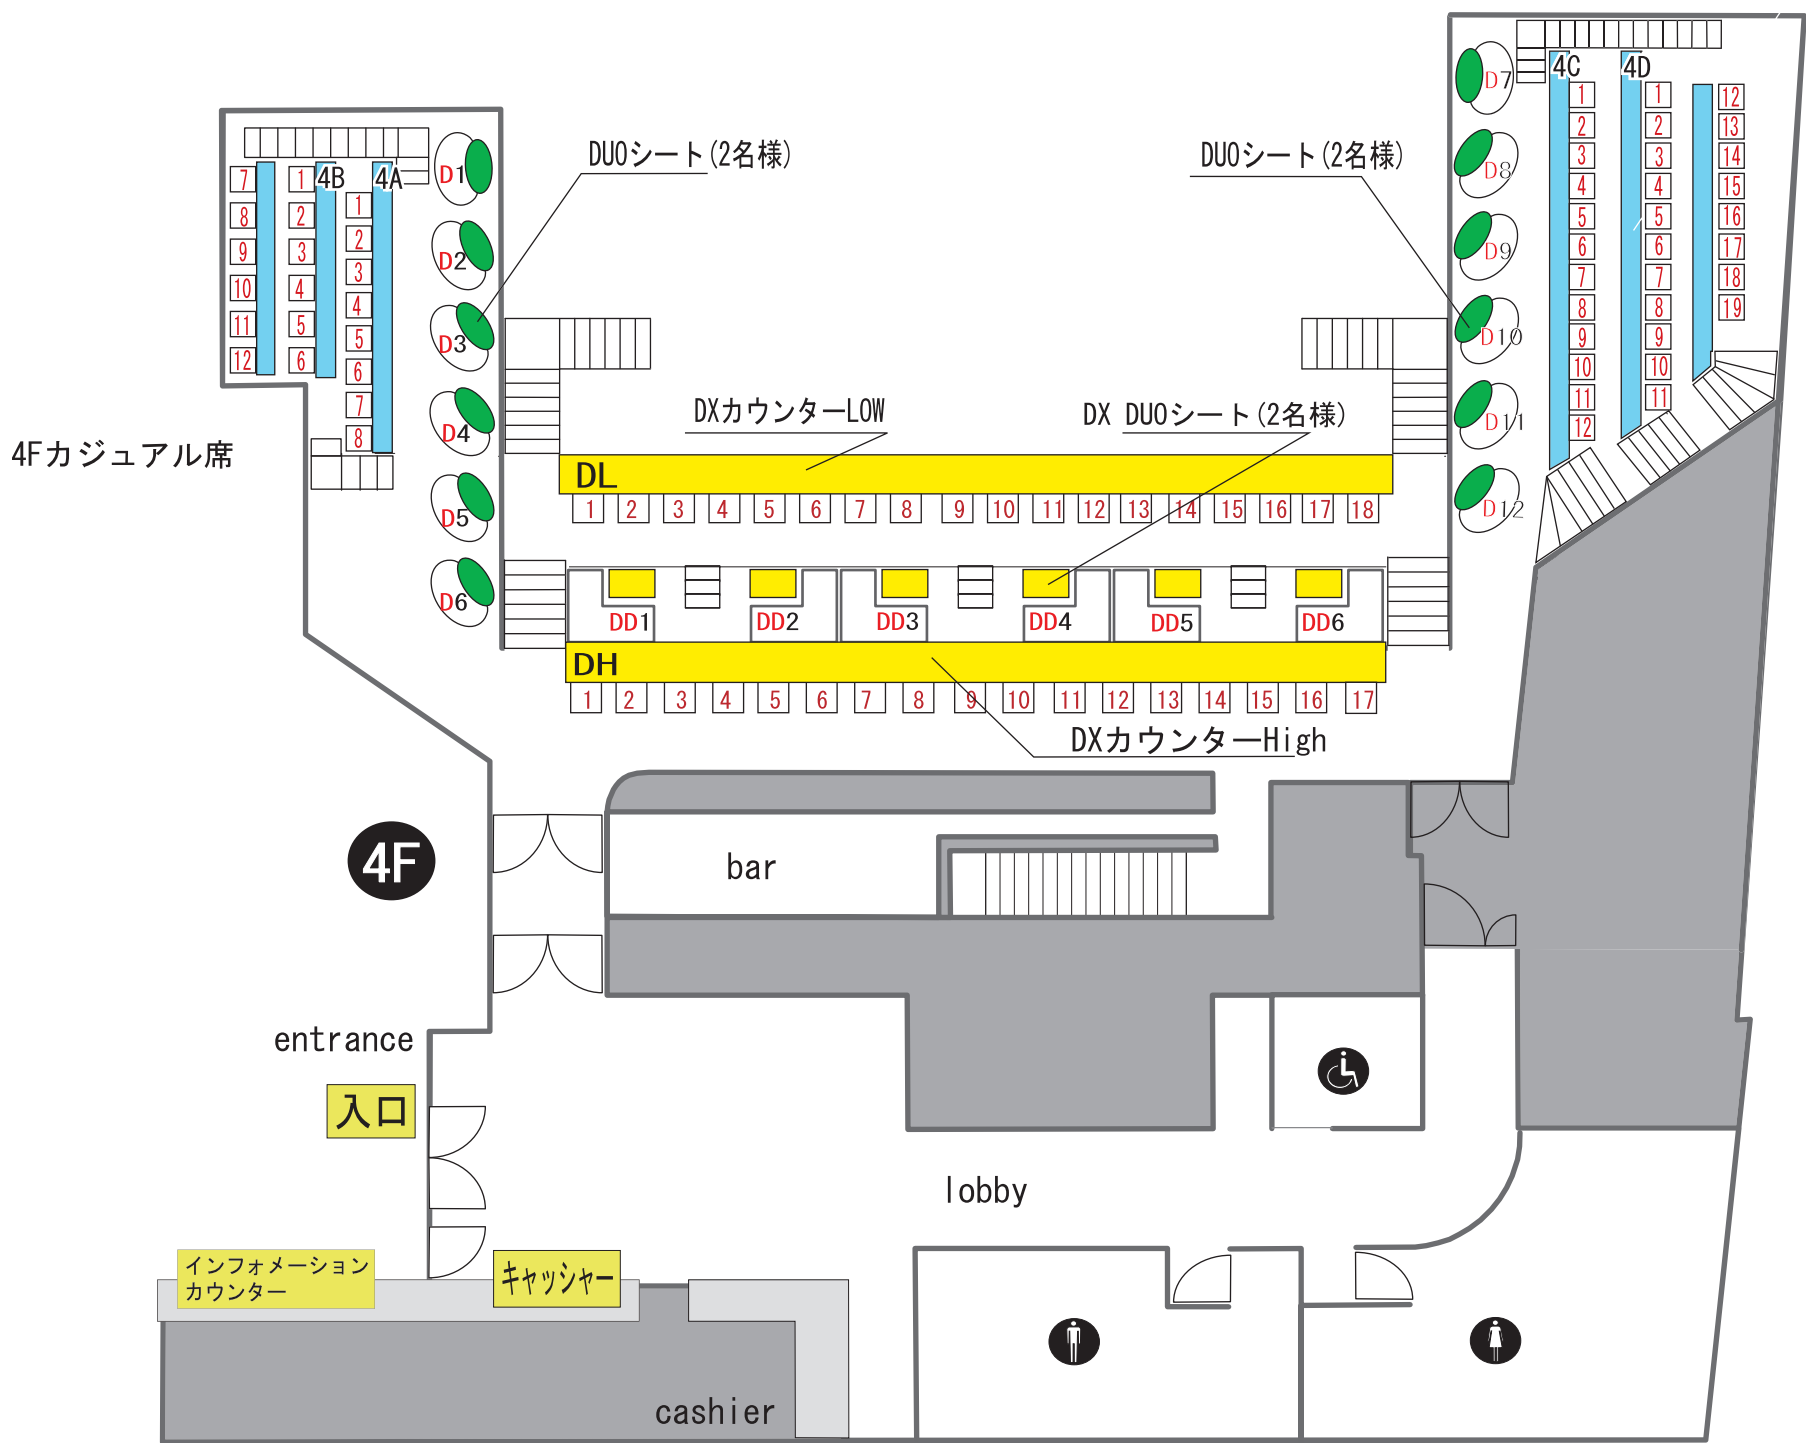 4C
4D
D7
1
2
3
4
5
6
7
8
9
10
11
12
1
2
3
4
5
6
7
8
9
10
11
12
13
14
15
16
17
18
19
DUOシート(2名様)
DUOシート(2名様)
D1
D2
D3
D4
D5
D6
D8
D9
D10
D11
D12
4B
4A
7
8
9
10
11
12
1
2
3
4
5
6
1
2
3
4
5
6
7
8
4Fカジュアル席
DXカウンターLOW
DX DUOシート(2名様)
DL
1 2 3 4 5 6 7 8 9 10 11 12 13 14 15 16 17 18
DD1 DD2 DD3 DD4 DD5 DD6
DH
1 2 3 4 5 6 7 8 9 10 11 12 13 14 15 16 17
DXカウンターHigh
4F
bar
entrance
入口
lobby
インフォメーション
カウンター
キャッシャー
cashier